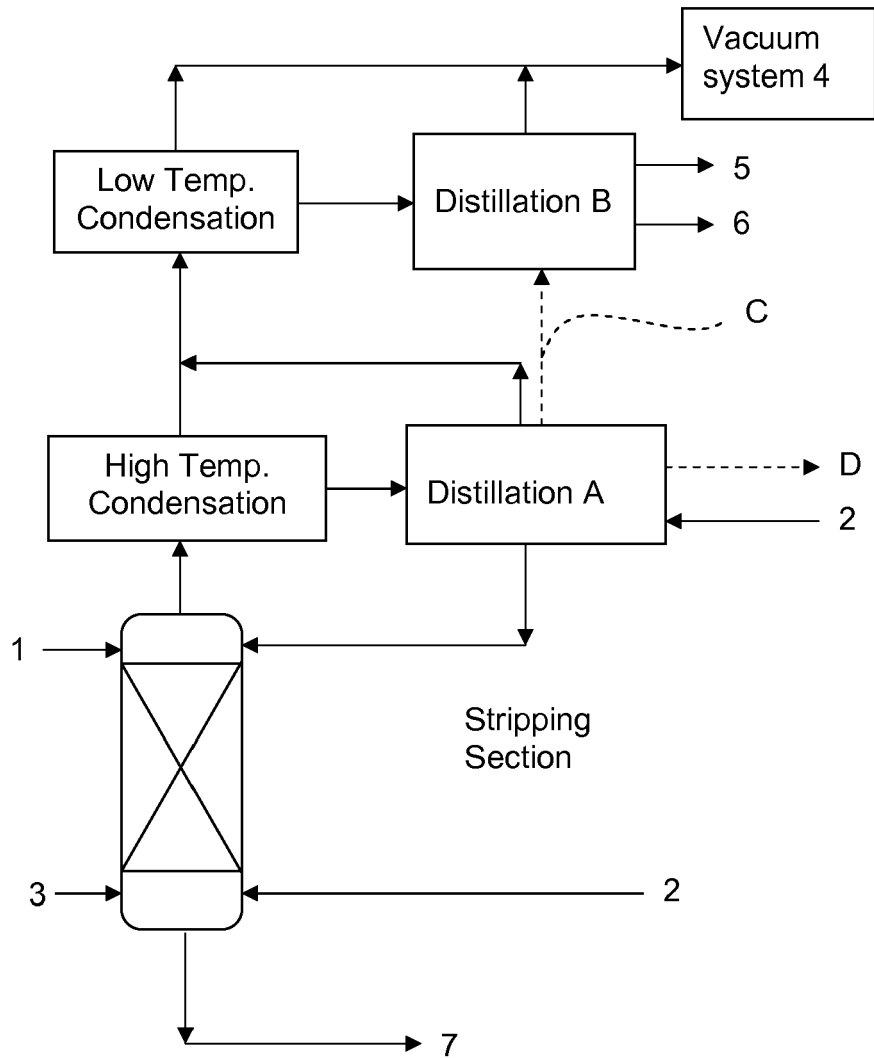 Vacuum
system 4
Low Temp.
Condensation
Distillation B
5
6
C
High Temp.
Condensation
Distillation A
D
2
1
Stripping
Section
3
2
7